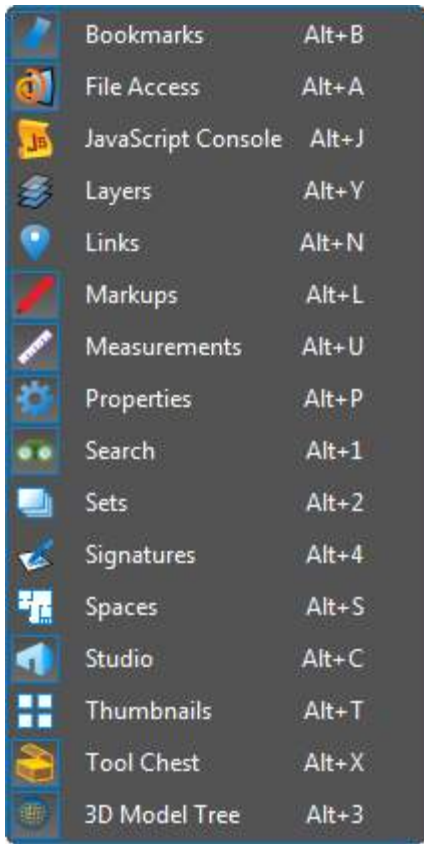 Bookmarks Alt+B
File Access Alt+A
JavaScript Console Alt+J
Layers Alt+Y
Links Alt+N
Markups Alt+L
Measurements Alt+U
Properties Alt+P
Search Alt+1
Sets Alt+2
Signatures Alt+4
Spaces Alt+S
Studio Alt+C
Thumbnails Alt+T
Tool Chest Alt+X
3D Model Tree Alt+3